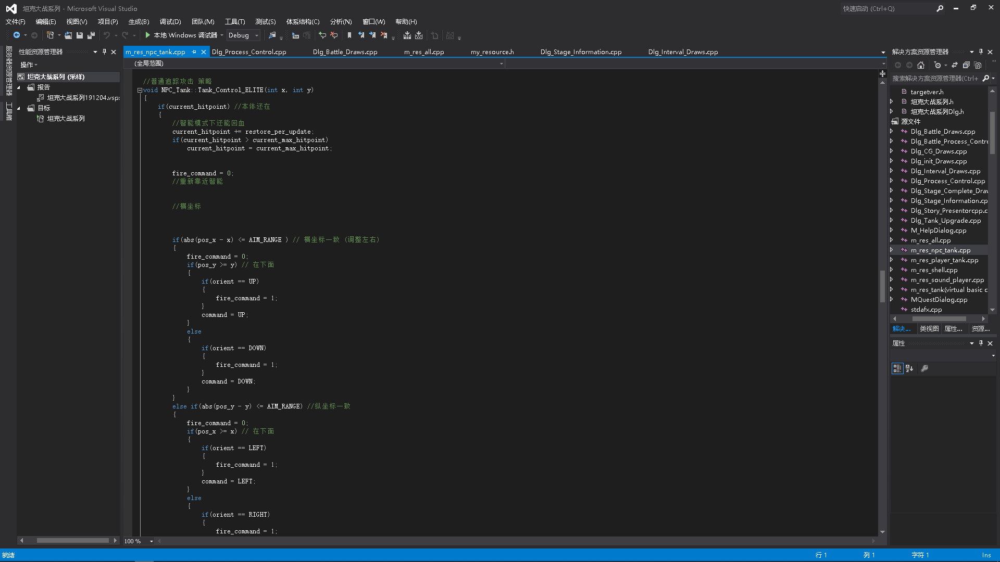 坦克大战系列 - Microsoft Visual Studio
快速启动 (Ctrl+Q)
文件(F) 编辑(E) 视图(V) 项目(P) 生成(B) 调试(D) 团队(M) 工具(T) 测试(S) 体系结构(C) 分析(N) 窗口(W) 帮助(H)
本地 Windows 调试器 Debug
服务器资源管理器
工具箱
性能资源管理器
操作
坦克大战系列 (采样)
报告
坦克大战系列191204.vsp
目标
坦克大战系列
m_res_npc_tank.cpp Dlg_Process_Control.cpp Dlg_Battle_Draws.cpp m_res_all.cpp my_resource.h Dlg_Stage_Information.cpp Dlg_Interval_Draws.cpp
(全局范围)
//普通追踪攻击 策略
void NPC_Tank::Tank_Control_ELITE(int x, int y)
{
if(current_hitpoint) //本体还在
{
//智能模式下还能回血
current_hitpoint += restore_per_update;
if(current_hitpoint > current_max_hitpoint)
current_hitpoint = current_max_hitpoint;
fire_command = 0;
//重新靠近智能
//横坐标
if(abs(pos_x - x) <= AIM_RANGE ) // 横坐标一致 (调整左右)
{
fire_command = 0;
if(pos_y >= y) // 在下面
{
if(orient == UP)
{
fire_command = 1;
}
command = UP;
}
else
{
if(orient == DOWN)
{
fire_command = 1;
}
command = DOWN;
}
}
else if(abs(pos_y - y) <= AIM_RANGE) //纵坐标一致
{
fire_command = 0;
if(pos_x >= x) // 在下面
{
if(orient == LEFT)
{
fire_command = 1;
}
command = LEFT;
}
else
{
if(orient == RIGHT)
{
fire_command = 1;
100 %
解决方案资源管理器
搜索解决方案资源管理器(Ctrl+
targetver.h
坦克大战系列.h
坦克大战系列Dlg.h
源文件
Dlg_Battle_Draws.cpp
Dlg_Battle_Process_Contro
Dlg_CG_Draws.cpp
Dlg_init_Draws.cpp
Dlg_Interval_Draws.cpp
Dlg_Process_Control.cpp
Dlg_Stage_Complete_Drav
Dlg_Stage_Information.cp
Dlg_Story_Presentorcpp.c
Dlg_Tank_Upgrade.cpp
M_HelpDialog.cpp
m_res_all.cpp
m_res_npc_tank.cpp
m_res_player_tank.cpp
m_res_shell.cpp
m_res_sound_player.cpp
m_res_tank(virtual basic c
MQuestDialog.cpp
stdafx.cpp
解决... 类视图 属性... 资源...
属性
就绪
行 1 列 1 字符 1 Ins